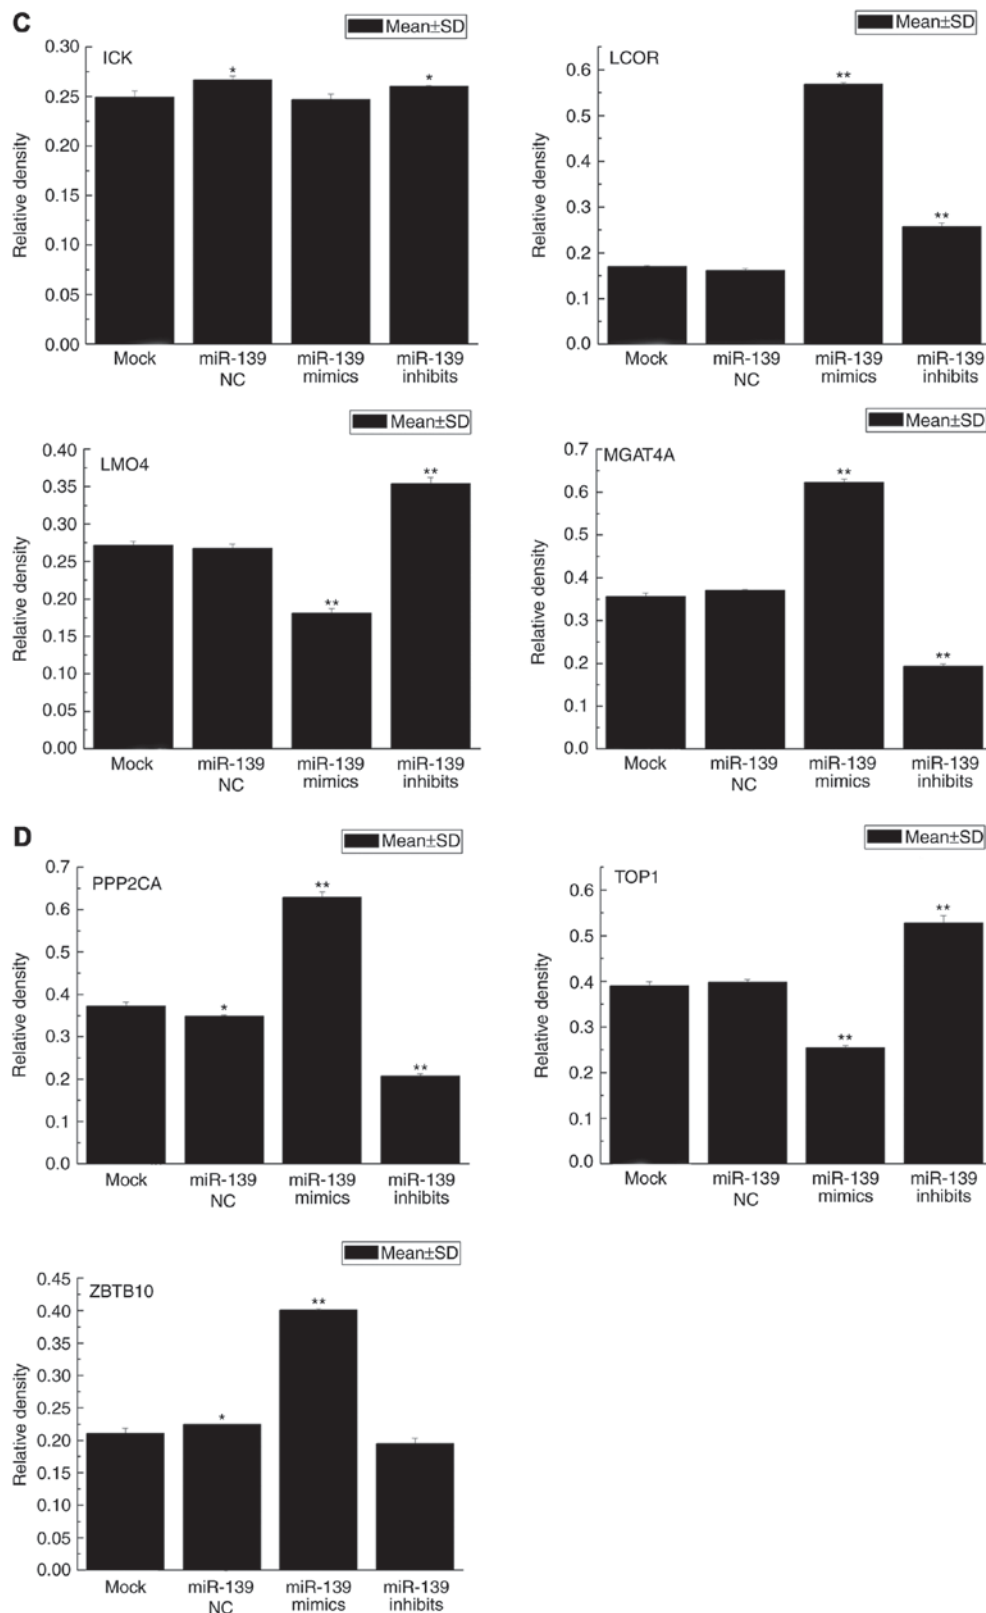 C
Mean±SD
ICK
Relative density
0.30
0.25
0.20
0.15
0.10
0.05
0.00
*
*
Mock
miR-139
NC
miR-139
mimics
miR-139
inhibits
Mean±SD
LCOR
Relative density
0.6
0.5
0.4
0.3
0.2
0.1
0.0
**
**
Mock
miR-139
NC
miR-139
mimics
miR-139
inhibits
Mean±SD
LMO4
Relative density
0.40
0.35
0.30
0.25
0.20
0.15
0.10
0.05
0.00
**
**
Mock
miR-139
NC
miR-139
mimics
miR-139
inhibits
Mean±SD
MGAT4A
Relative density
0.7
0.6
0.5
0.4
0.3
0.2
0.1
0.0
**
**
Mock
miR-139
NC
miR-139
mimics
miR-139
inhibits
D
Mean±SD
PPP2CA
Relative density
0.7
0.6
0.5
0.4
0.3
0.2
0.1
0.0
*
**
**
Mock
miR-139
NC
miR-139
mimics
miR-139
inhibits
Mean±SD
TOP1
Relative density
0.6
0.5
0.4
0.3
0.2
0.1
0.0
**
**
Mock
miR-139
NC
miR-139
mimics
miR-139
inhibits
Mean±SD
ZBTB10
Relative density
0.45
0.40
0.35
0.30
0.25
0.20
0.15
0.10
0.05
0.00
*
**
Mock
miR-139
NC
miR-139
mimics
miR-139
inhibits